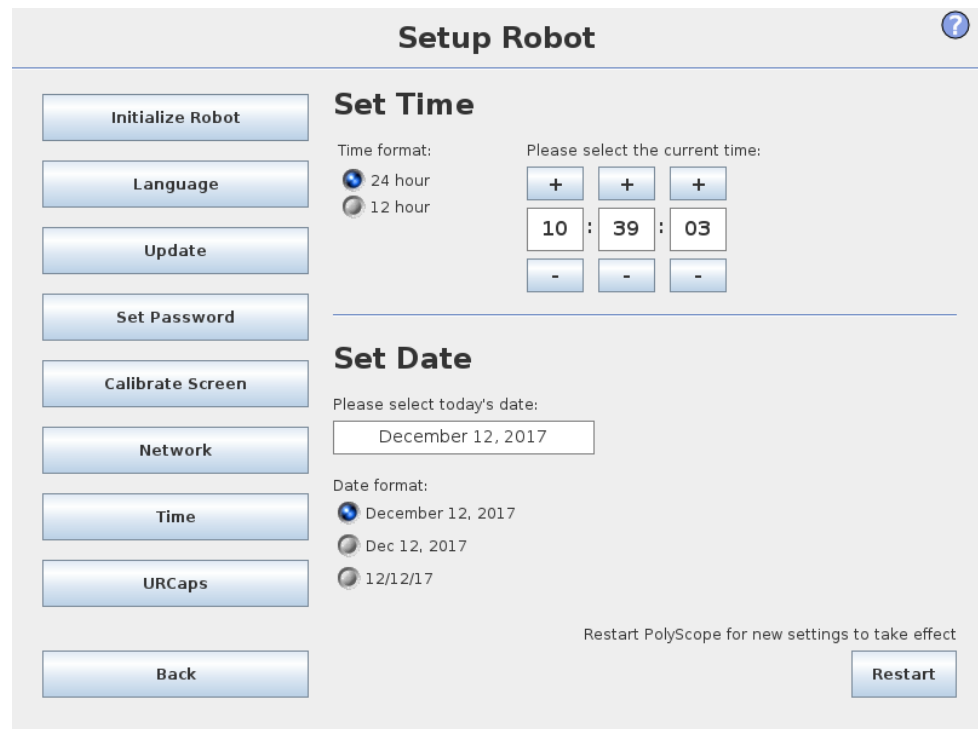 Setup Robot
?
Initialize Robot
Language
Update
Set Password
Calibrate Screen
Network
Time
URCaps
Back
Set Time
Time format:
24 hour
12 hour
Please select the current time:
+ + +
10 : 39 : 03
- - -
Set Date
Please select today's date:
December 12, 2017
Date format:
December 12, 2017
Dec 12, 2017
12/12/17
Restart PolyScope for new settings to take effect
Restart